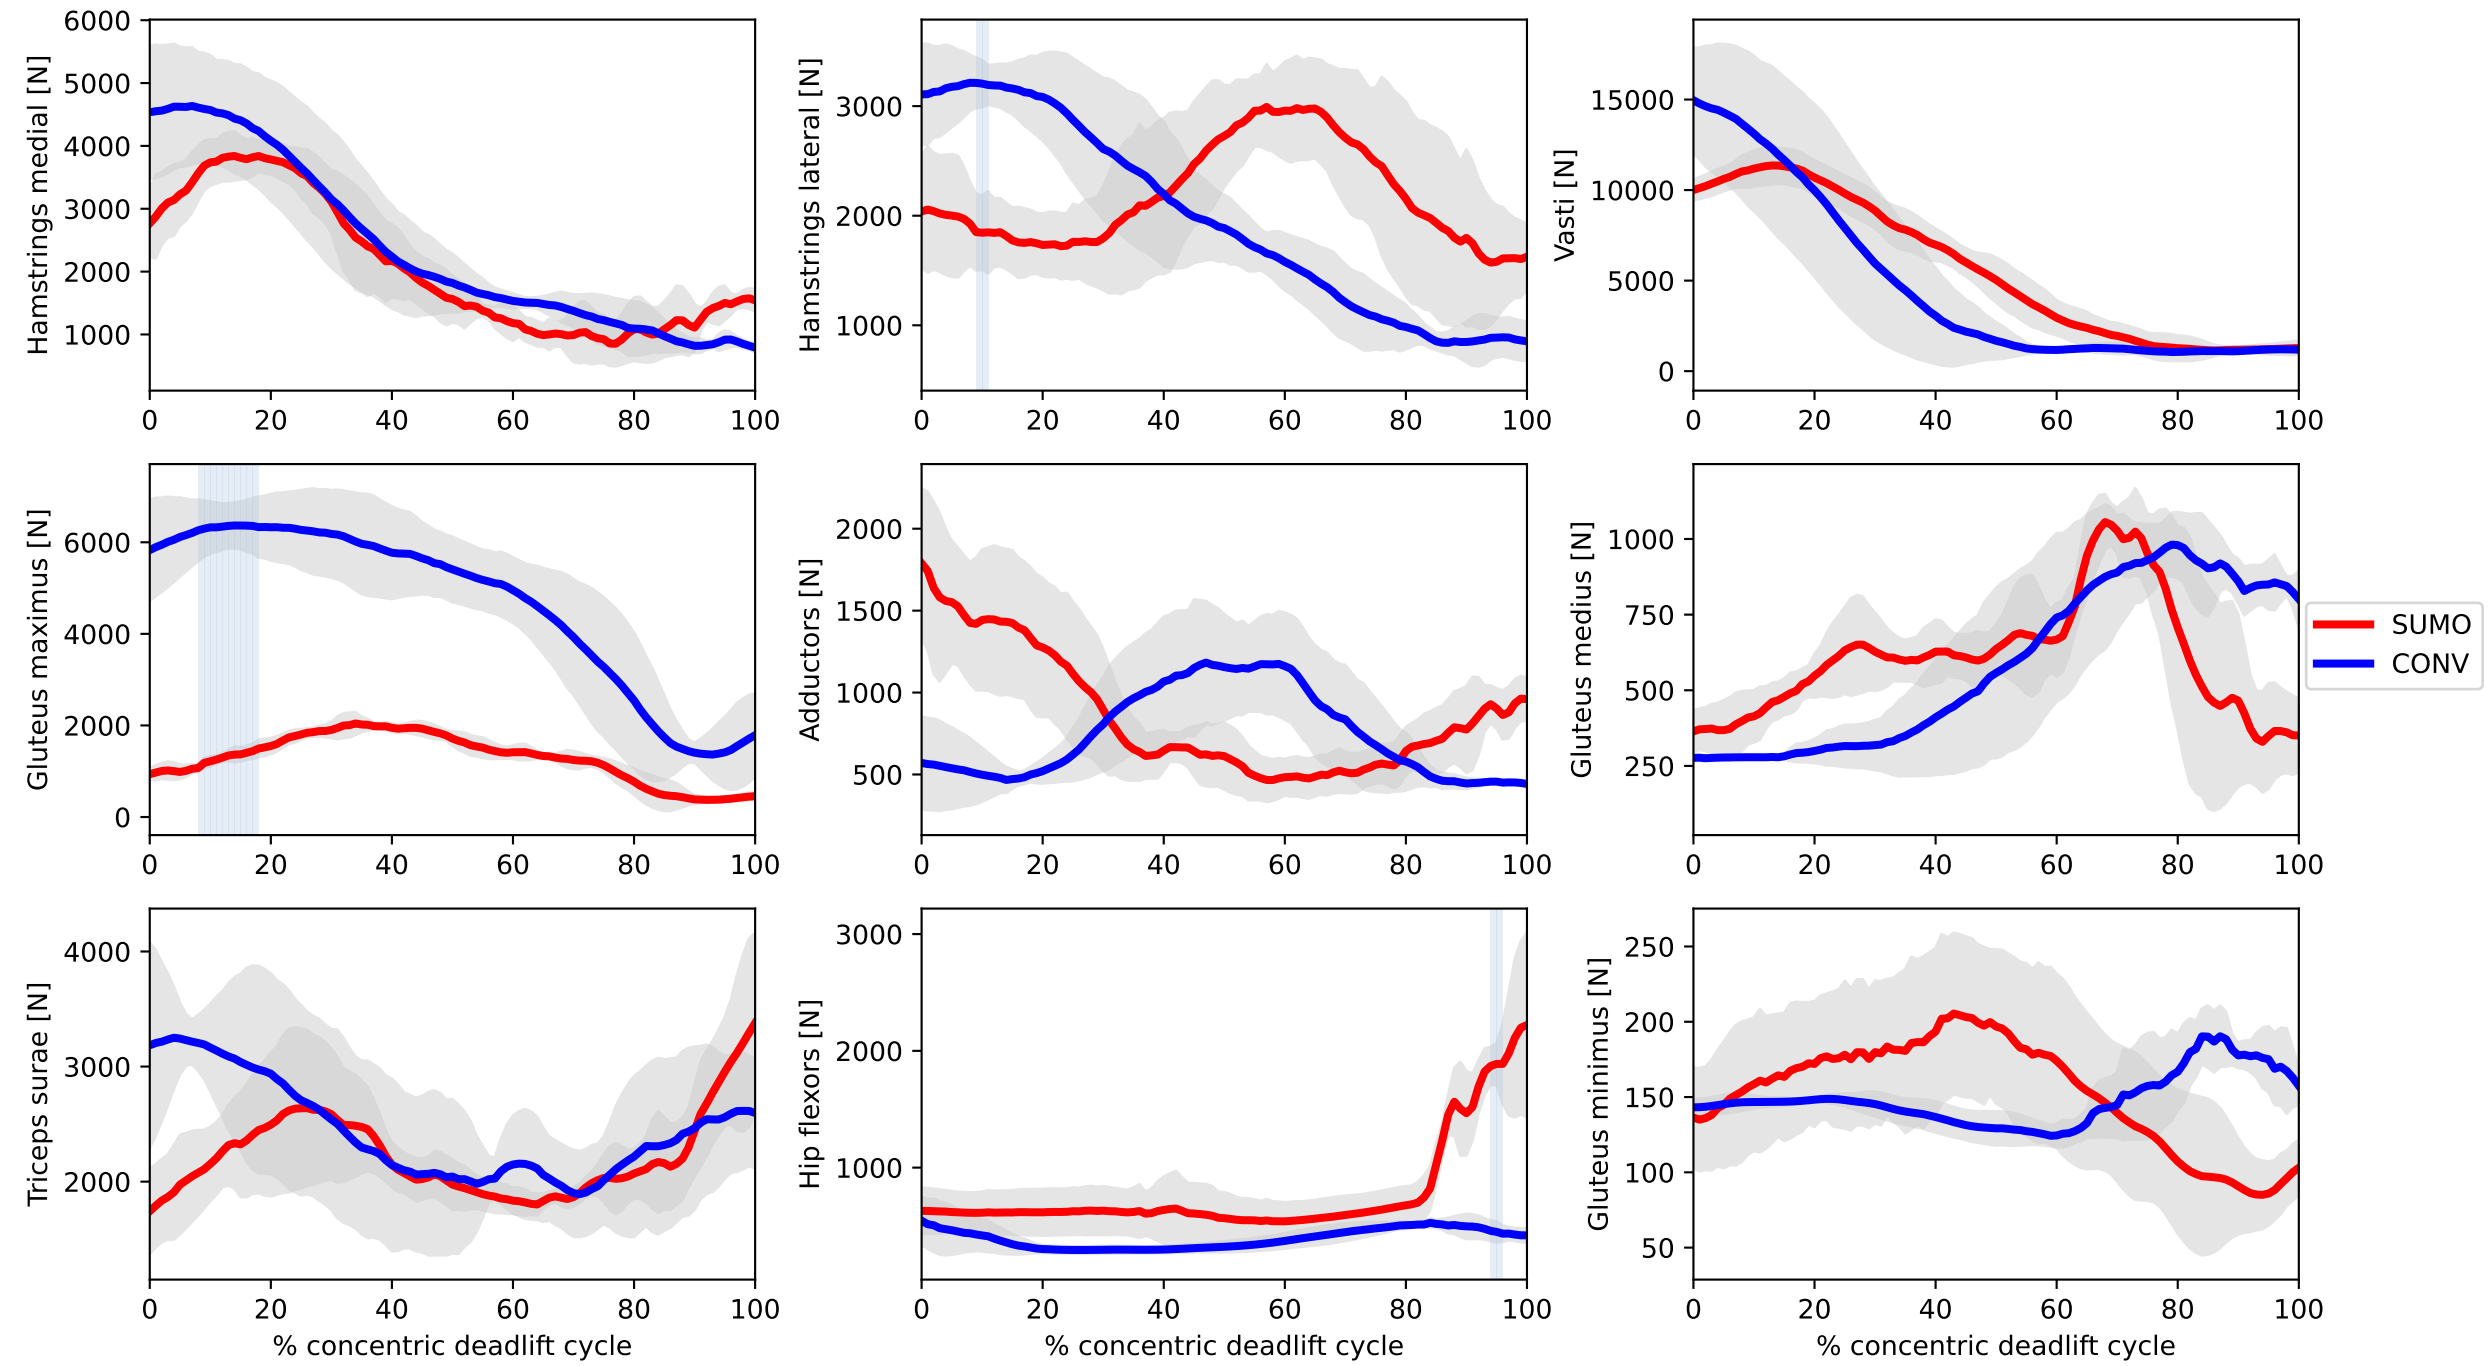 Hamstrings medial [N]
6000
5000
4000
3000
2000
1000
0 20 40 60 80 100
Hamstrings lateral [N]
3000
2000
1000
0 20 40 60 80 100
Vasti [N]
15000
10000
5000
0
0 20 40 60 80 100
Gluteus maximus [N]
6000
4000
2000
0
0 20 40 60 80 100
Adductors [N]
2000
1500
1000
500
0 20 40 60 80 100
Gluteus medius [N]
1000
750
500
250
0 20 40 60 80 100
SUMO
CONV
Triceps surae [N]
4000
3000
2000
0 20 40 60 80 100
% concentric deadlift cycle
Hip flexors [N]
3000
2000
1000
0 20 40 60 80 100
% concentric deadlift cycle
Gluteus minimus [N]
250
200
150
100
50
0 20 40 60 80 100
% concentric deadlift cycle